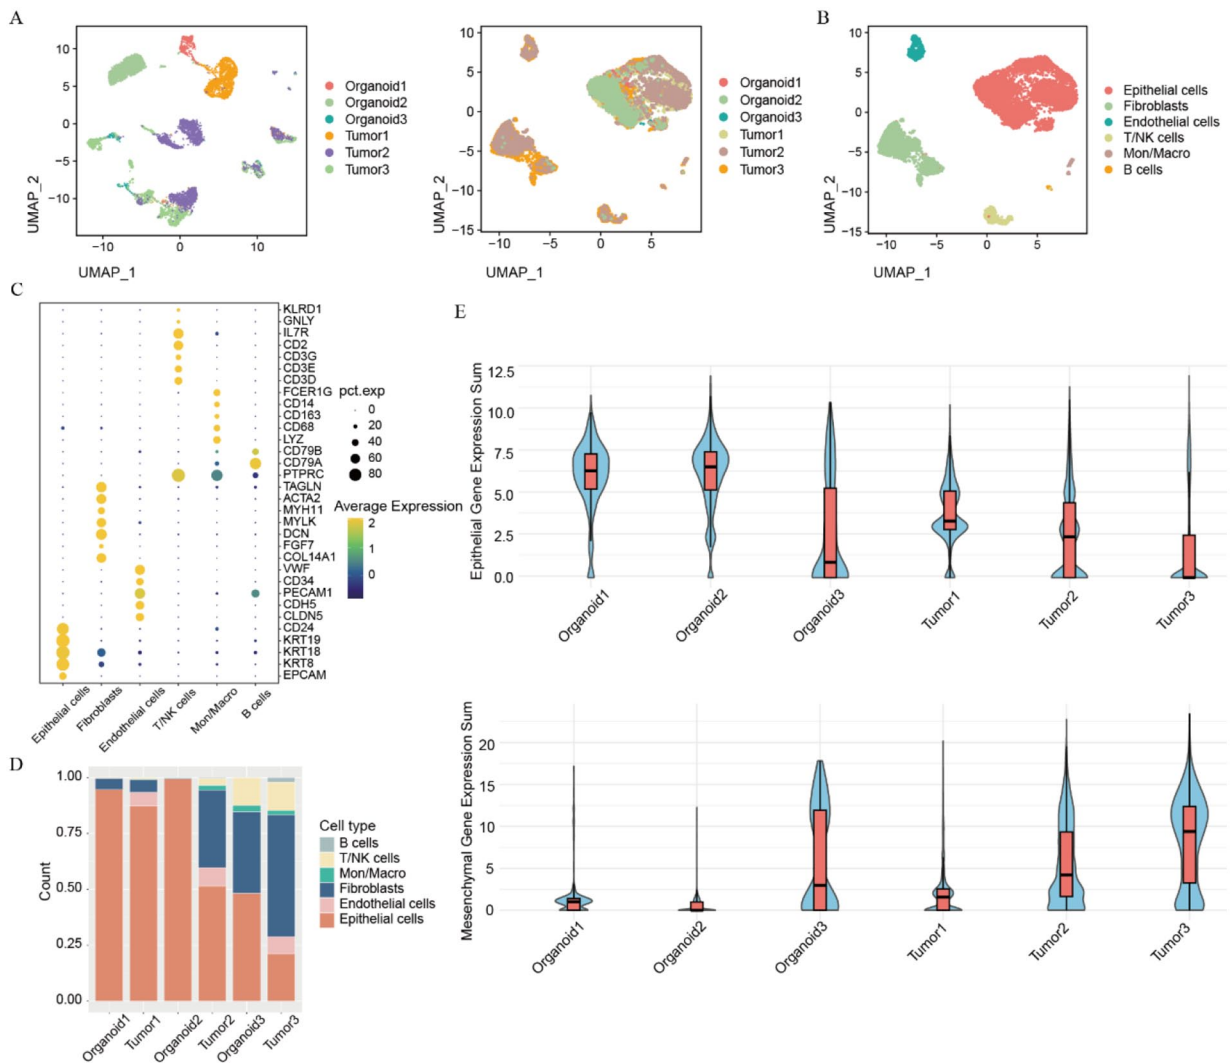 A
10
5
0
−5
−10
−10
0
10
UMAP_2
UMAP_1
Organoid1
Organoid2
Organoid3
Tumor1
Tumor2
Tumor3
10
5
0
−5
−10
−15
−10
−5
0
5
UMAP_2
UMAP_1
Organoid1
Organoid2
Organoid3
Tumor1
Tumor2
Tumor3
B
10
5
0
−5
−10
−15
−10
−5
0
5
UMAP_2
UMAP_1
Epithelial cells
Fibroblasts
Endothelial cells
T/NK cells
Mon/Macro
B cells
C
KLRD1
GNLY
IL7R
CD2
CD3G
CD3E
CD3D
FCER1G
CD14
CD163
CD68
LYZ
CD79B
CD79A
PTPRC
TAGLN
ACTA2
MYH11
MYLK
DCN
FGF7
COL14A1
VWF
CD34
PECAM1
CDH5
CLDN5
CD24
KRT19
KRT18
KRT8
EPCAM
Epithelial cells
Fibroblasts
Endothelial cells
T/NK cells
Mon/Macro
B cells
pct.exp
0
20
40
60
80
Average Expression
2
1
0
D
1.00
0.75
0.50
0.25
0.00
Count
Organoid1
Tumor1
Organoid2
Tumor2
Organoid3
Tumor3
Cell type
B cells
T/NK cells
Mon/Macro
Fibroblasts
Endothelial cells
Epithelial cells
E
Epithelial Gene Expression Sum
12.5
10.0
7.5
5.0
2.5
0.0
Organoid1
Organoid2
Organoid3
Tumor1
Tumor2
Tumor3
Mesenchymal Gene Expression Sum
20
15
10
5
0
Organoid1
Organoid2
Organoid3
Tumor1
Tumor2
Tumor3